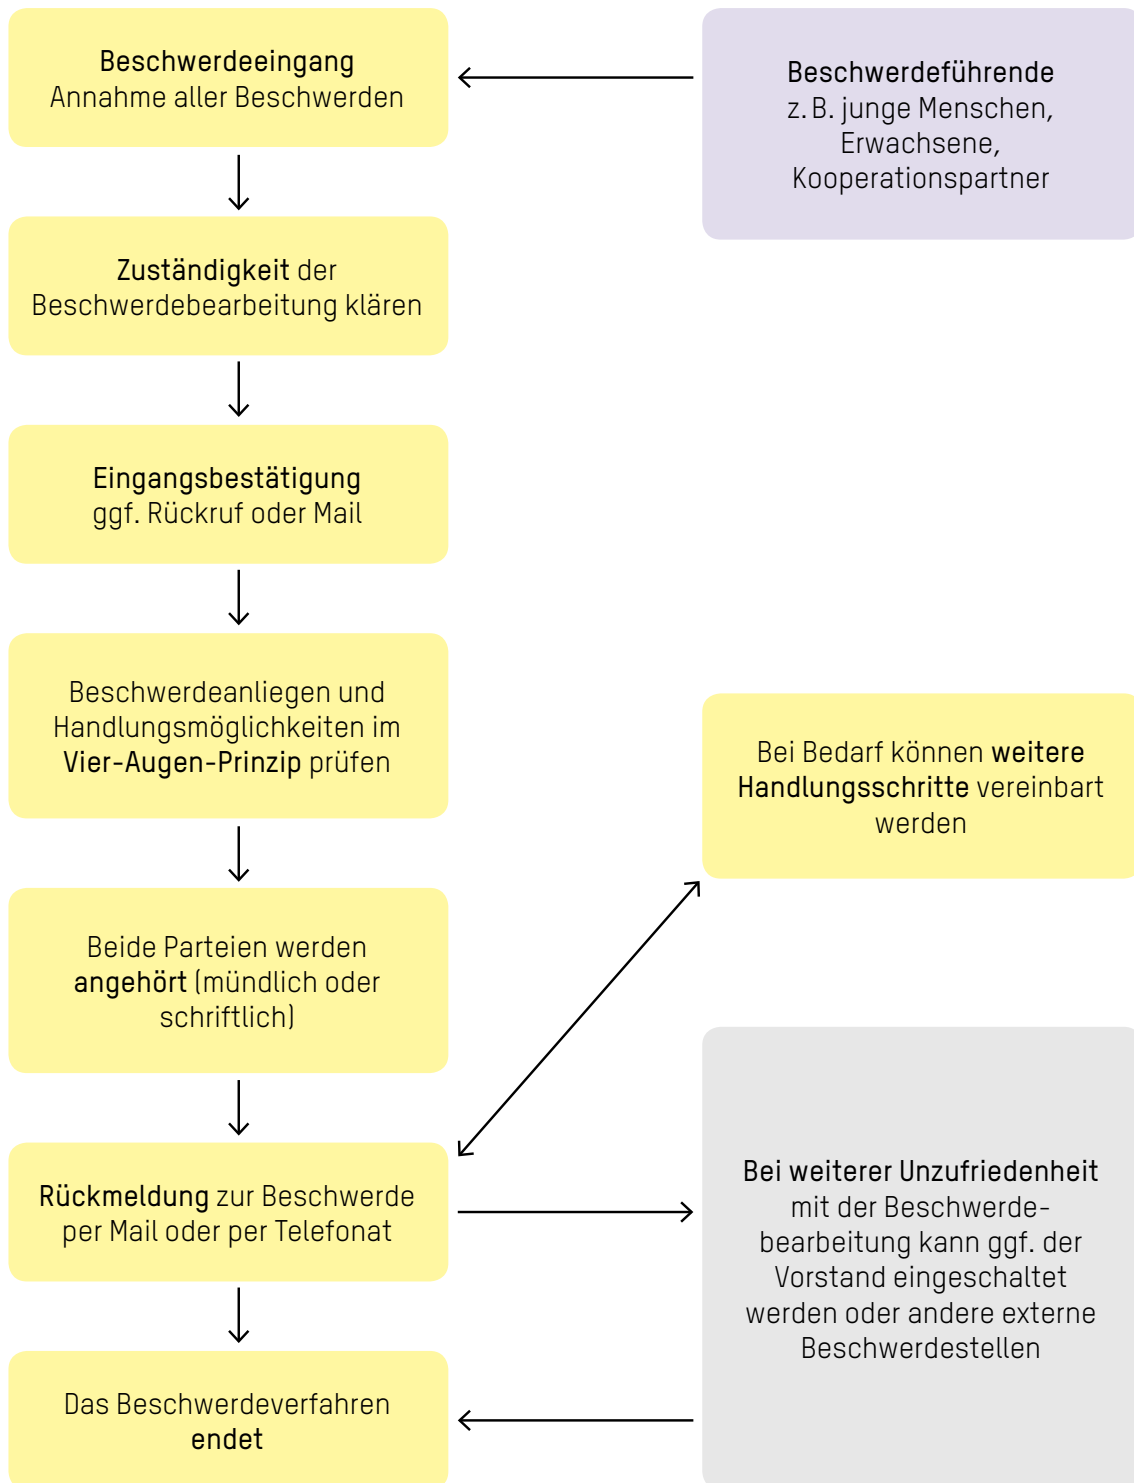 Beschwerdeeingang
Annahme aller Beschwerden
Beschwerdeführende
z. B. junge Menschen,
Erwachsene,
Kooperationspartner
Zuständigkeit der
Beschwerdebearbeitung klären
Eingangsbestätigung
ggf. Rückruf oder Mail
Beschwerdeanliegen und
Handlungsmöglichkeiten im
Vier-Augen-Prinzip prüfen
Bei Bedarf können weitere
Handlungsschritte vereinbart
werden
Beide Parteien werden
angehört (mündlich oder
schriftlich)
Rückmeldung zur Beschwerde
per Mail oder per Telefonat
Bei weiterer Unzufriedenheit
mit der Beschwerde-
bearbeitung kann ggf. der
Vorstand eingeschaltet
werden oder andere externe
Beschwerdestellen
Das Beschwerdeverfahren
endet